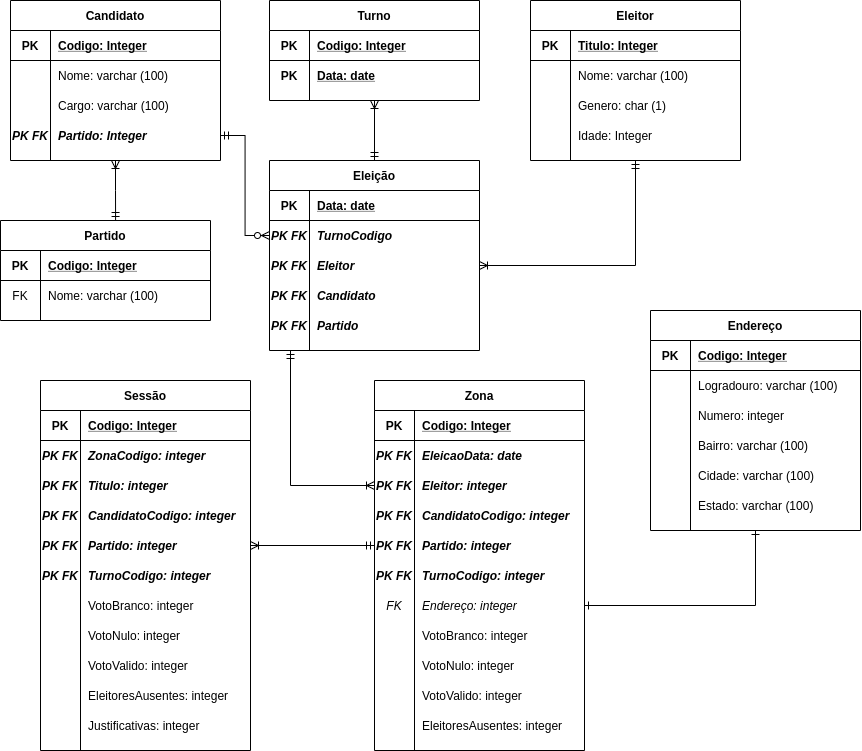 Candidato
PK Codigo: Integer
Nome: varchar (100)
Cargo: varchar (100)
PK FK Partido: Integer
Turno
PK Codigo: Integer
PK Data: date
Eleitor
PK Titulo: Integer
Nome: varchar (100)
Genero: char (1)
Idade: Integer
Partido
PK Codigo: Integer
FK Nome: varchar (100)
Eleição
PK Data: date
PK FK TurnoCodigo
PK FK Eleitor
PK FK Candidato
PK FK Partido
Endereço
PK Codigo: Integer
Logradouro: varchar (100)
Numero: integer
Bairro: varchar (100)
Cidade: varchar (100)
Estado: varchar (100)
Sessão
PK Codigo: Integer
PK FK ZonaCodigo: integer
PK FK Titulo: integer
PK FK CandidatoCodigo: integer
PK FK Partido: integer
PK FK TurnoCodigo: integer
VotoBranco: integer
VotoNulo: integer
VotoValido: integer
EleitoresAusentes: integer
Justificativas: integer
Zona
PK Codigo: Integer
PK FK EleicaoData: date
PK FK Eleitor: integer
PK FK CandidatoCodigo: integer
PK FK Partido: integer
PK FK TurnoCodigo: integer
FK Endereço: integer
VotoBranco: integer
VotoNulo: integer
VotoValido: integer
EleitoresAusentes: integer